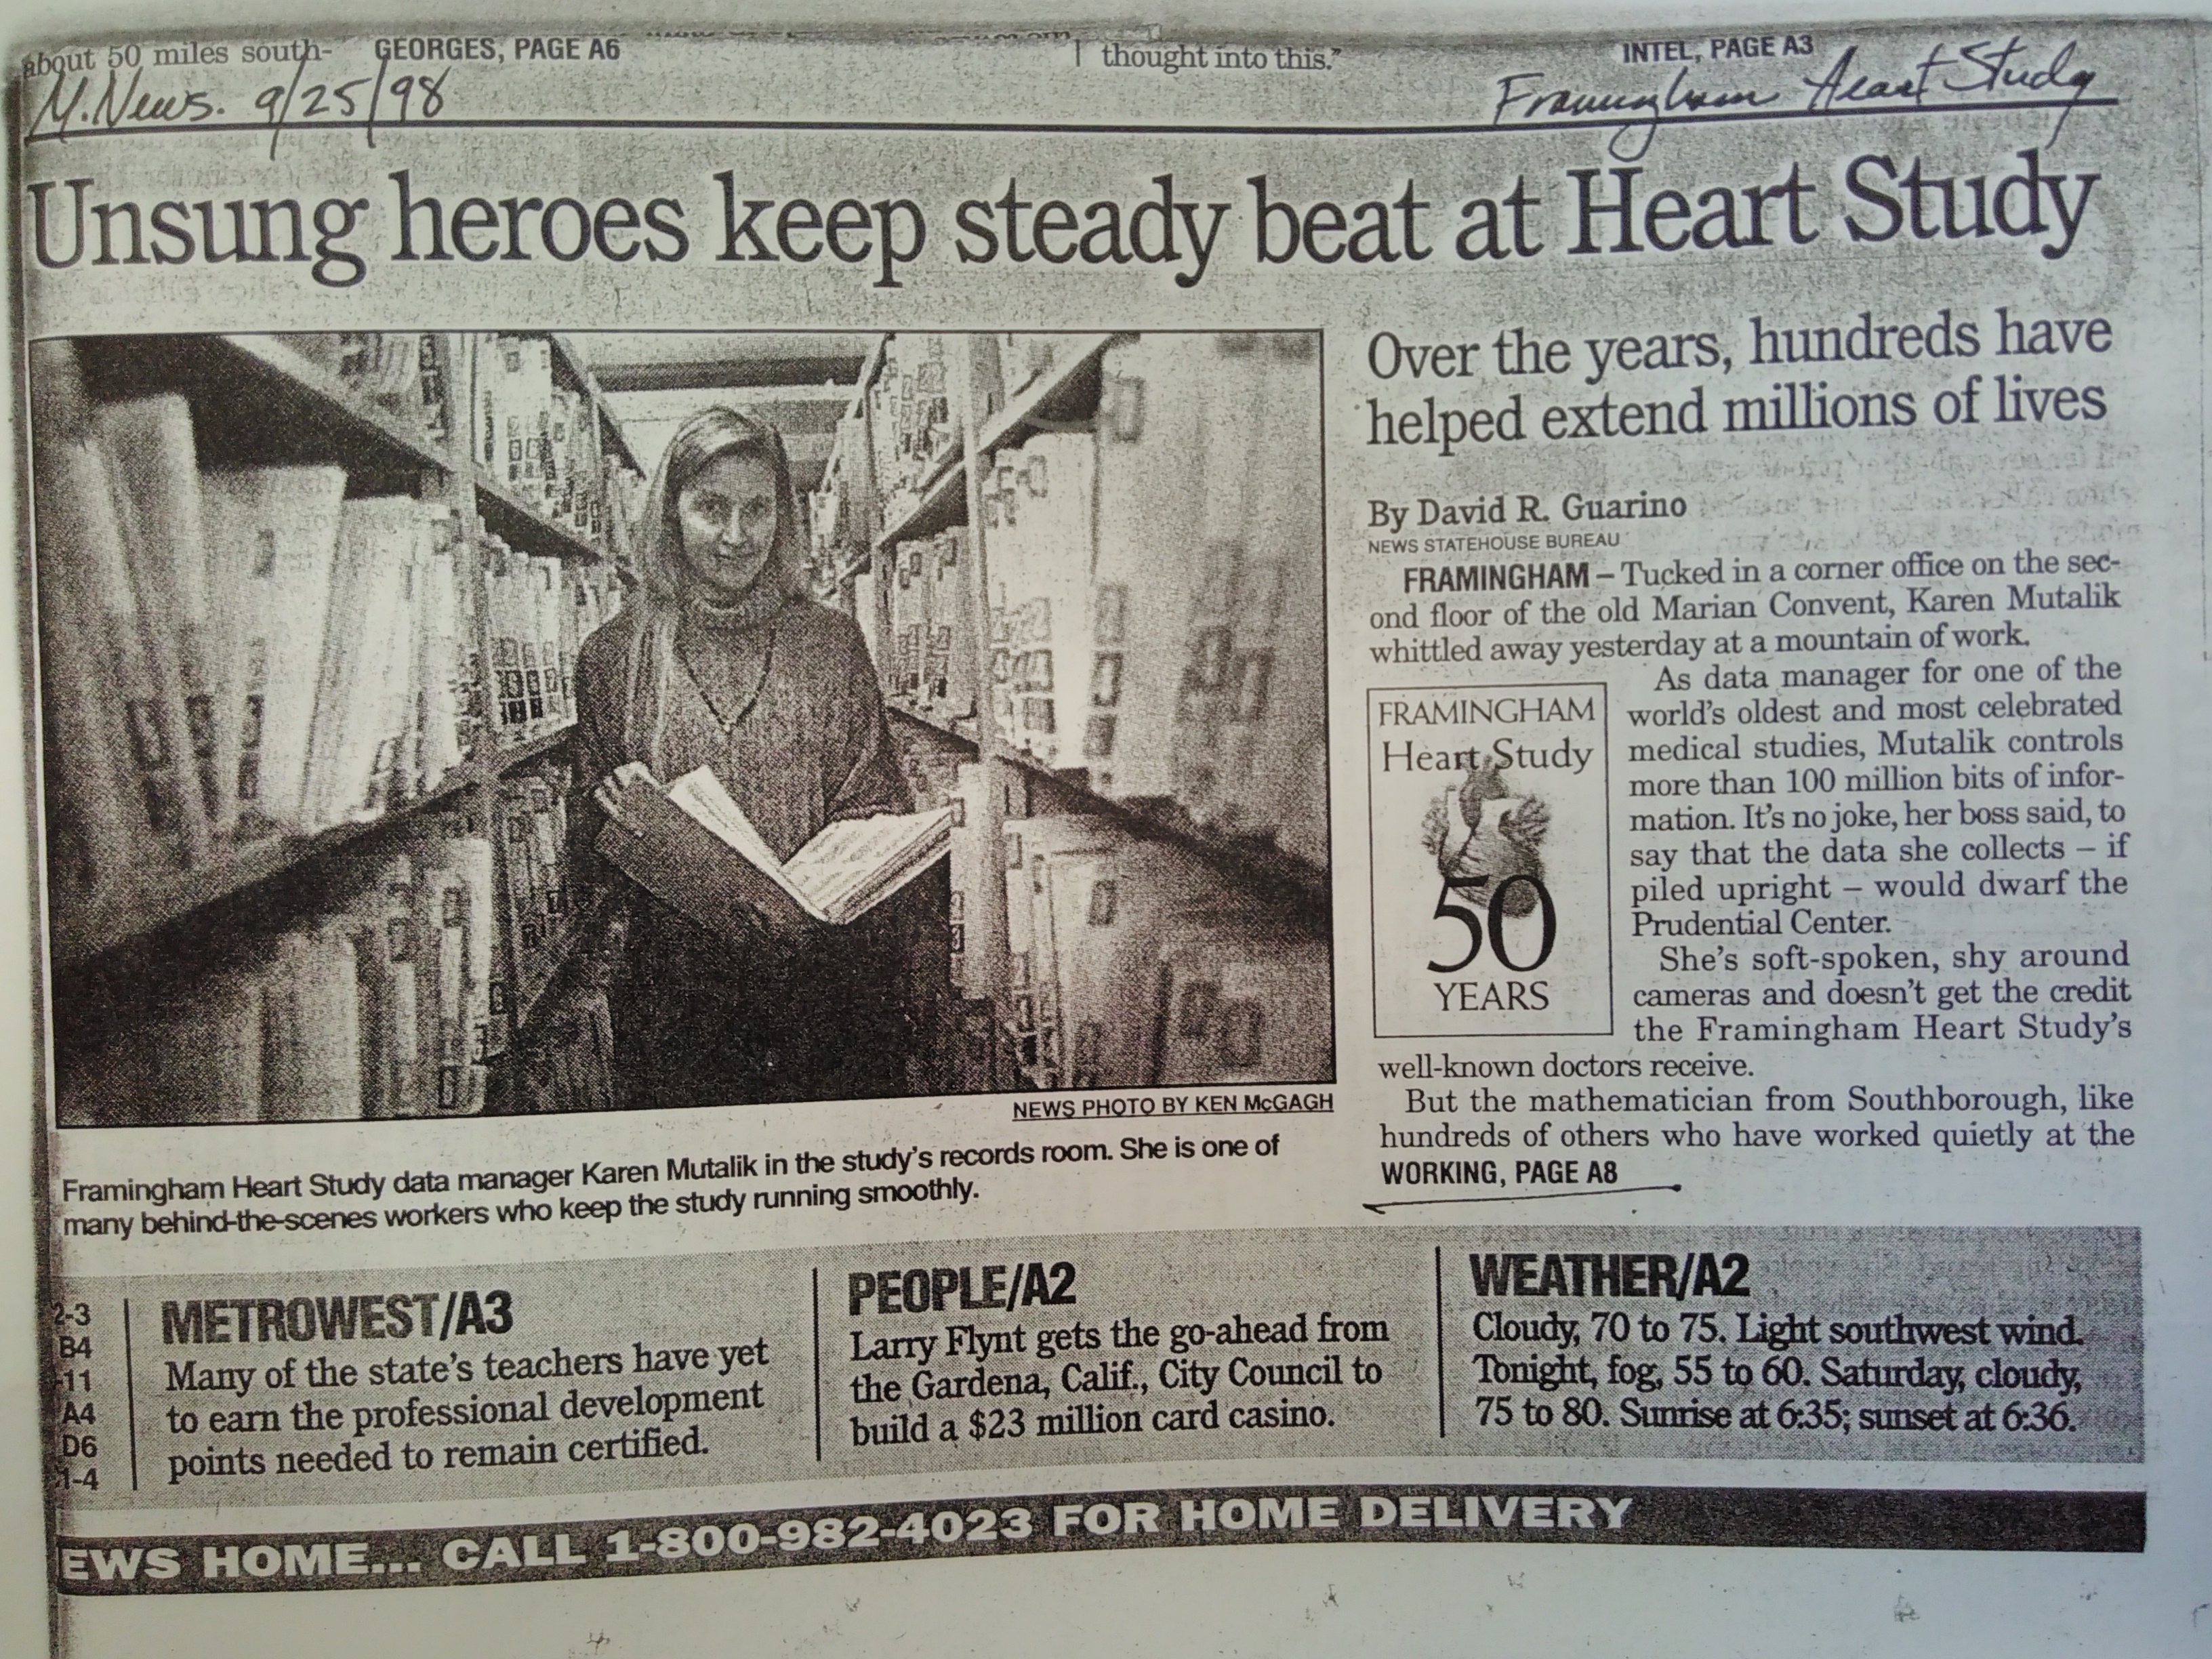 about 50 miles south-
GEORGES, PAGE A6
thought into this."
INTEL, PAGE A3
M.News. 9/25/98
Framingham Heart Study
Unsung heroes keep steady beat at Heart Study
Over the years, hundreds have
helped extend millions of lives
By David R. Guarino
NEWS STATEHOUSE BUREAU
FRAMINGHAM – Tucked in a corner office on the sec-
ond floor of the old Marian Convent, Karen Mutalik
whittled away yesterday at a mountain of work.
As data manager for one of the
world's oldest and most celebrated
medical studies, Mutalik controls
more than 100 million bits of infor-
mation. It's no joke, her boss said, to
say that the data she collects – if
piled upright – would dwarf the
Prudential Center.
She's soft-spoken, shy around
cameras and doesn't get the credit
the Framingham Heart Study's
well-known doctors receive.
But the mathematician from Southborough, like
hundreds of others who have worked quietly at the
WORKING, PAGE A8
FRAMINGHAM
Heart Study
50
YEARS
NEWS PHOTO BY KEN McGAGH
Framingham Heart Study data manager Karen Mutalik in the study's records room. She is one of
many behind-the-scenes workers who keep the study running smoothly.
2-3
B4
-11
A4
D6
1-4
METROWEST/A3
Many of the state's teachers have yet
to earn the professional development
points needed to remain certified.
PEOPLE/A2
Larry Flynt gets the go-ahead from
the Gardena, Calif., City Council to
build a $23 million card casino.
WEATHER/A2
Cloudy, 70 to 75. Light southwest wind.
Tonight, fog, 55 to 60. Saturday, cloudy,
75 to 80. Sunrise at 6:35; sunset at 6:36.
EWS HOME... CALL 1-800-982-4023 FOR HOME DELIVERY